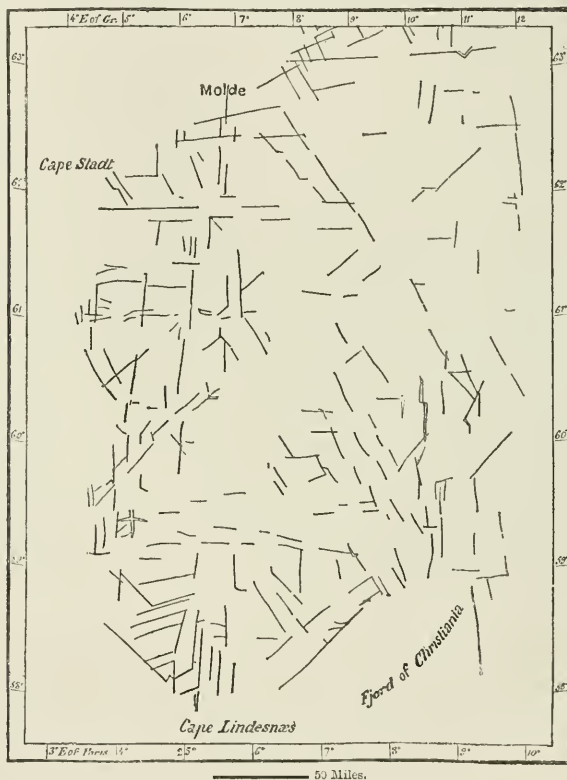 4°E of Gr. 5° 6° 7° 8° 9° 10° 11° 12
63° 63°
Molde
Cape Stadt
62° 62°
61 61°
60° 60°
59° 59°
Fjord of Christiania
58° 58°
Cape Lindesnæs
3°E of Paris 4° 5° 6° 7° 8° 9° 10°
50 Miles.